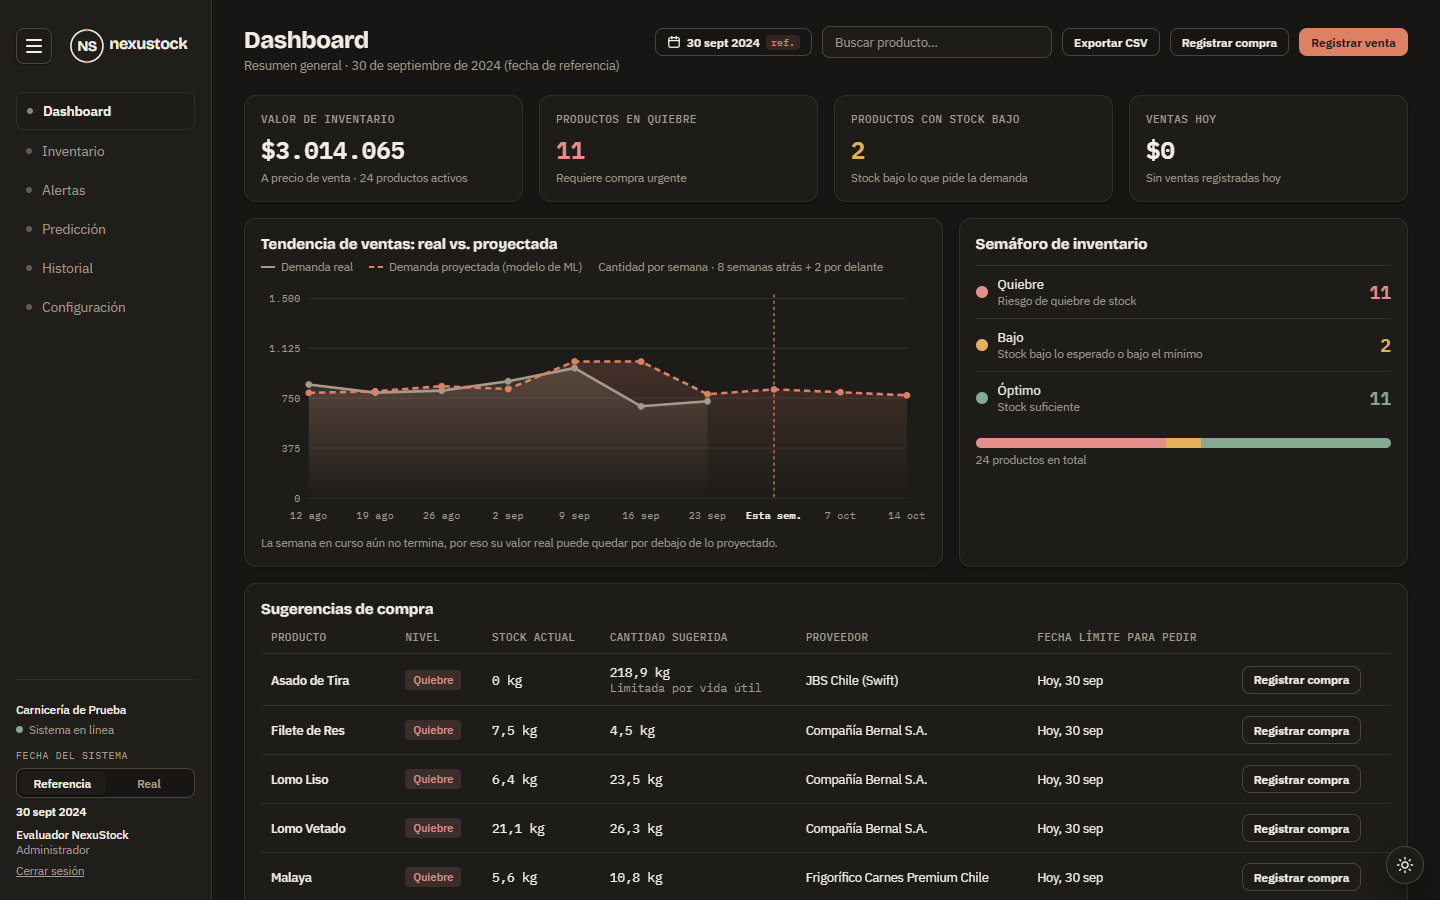 NS nexustock
Dashboard
Inventario
Alertas
Predicción
Historial
Configuración
Carnicería de Prueba
Sistema en línea
FECHA DEL SISTEMA
Referencia Real
30 sept 2024
Evaluador NexuStock
Administrador
Cerrar sesión
Dashboard
Resumen general · 30 de septiembre de 2024 (fecha de referencia)
30 sept 2024 ref.
Buscar producto...
Exportar CSV
Registrar compra
Registrar venta
VALOR DE INVENTARIO
$3.014.065
A precio de venta · 24 productos activos
PRODUCTOS EN QUIEBRE
11
Requiere compra urgente
PRODUCTOS CON STOCK BAJO
2
Stock bajo lo que pide la demanda
VENTAS HOY
$0
Sin ventas registradas hoy
Tendencia de ventas: real vs. proyectada
Demanda real Demanda proyectada (modelo de ML) Cantidad por semana · 8 semanas atrás + 2 por delante
1.500
1.125
750
375
0
12 ago 19 ago 26 ago 2 sep 9 sep 16 sep 23 sep Esta sem. 7 oct 14 oct
La semana en curso aún no termina, por eso su valor real puede quedar por debajo de lo proyectado.
Semáforo de inventario
Quiebre
Riesgo de quiebre de stock
11
Bajo
Stock bajo lo esperado o bajo el mínimo
2
Óptimo
Stock suficiente
11
24 productos en total
Sugerencias de compra
PRODUCTO NIVEL STOCK ACTUAL CANTIDAD SUGERIDA PROVEEDOR FECHA LÍMITE PARA PEDIR
Asado de Tira Quiebre 0 kg 218,9 kg JBS Chile (Swift) Hoy, 30 sep Registrar compra
Limitada por vida útil
Filete de Res Quiebre 7,5 kg 4,5 kg Compañía Bernal S.A. Hoy, 30 sep Registrar compra
Lomo Liso Quiebre 6,4 kg 23,5 kg Compañía Bernal S.A. Hoy, 30 sep Registrar compra
Lomo Vetado Quiebre 21,1 kg 26,3 kg Compañía Bernal S.A. Hoy, 30 sep Registrar compra
Malaya Quiebre 5,6 kg 10,8 kg Frigorífico Carnes Premium Chile Hoy, 30 sep Registrar compra